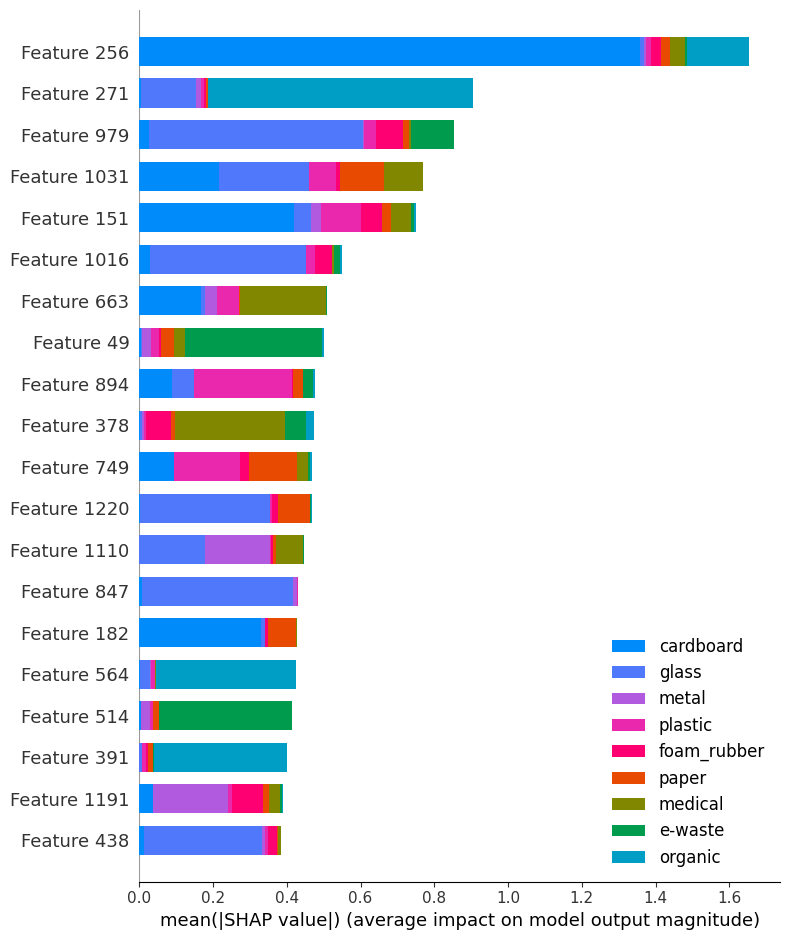 Feature 256
Feature 271
Feature 979
Feature 1031
Feature 151
Feature 1016
Feature 663
Feature 49
Feature 894
Feature 378
Feature 749
Feature 1220
Feature 1110
Feature 847
Feature 182
Feature 564
Feature 514
Feature 391
Feature 1191
Feature 438
cardboard
glass
metal
plastic
foam_rubber
paper
medical
e-waste
organic
0.0 0.2 0.4 0.6 0.8 1.0 1.2 1.4 1.6
mean(|SHAP value|) (average impact on model output magnitude)